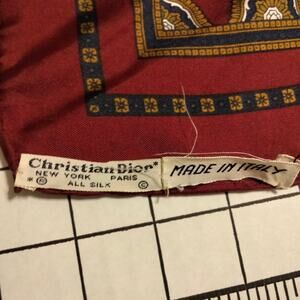 Christian Dior*
NEW YORK PARIS
*® ALL SILK ©
MADE IN ITALY